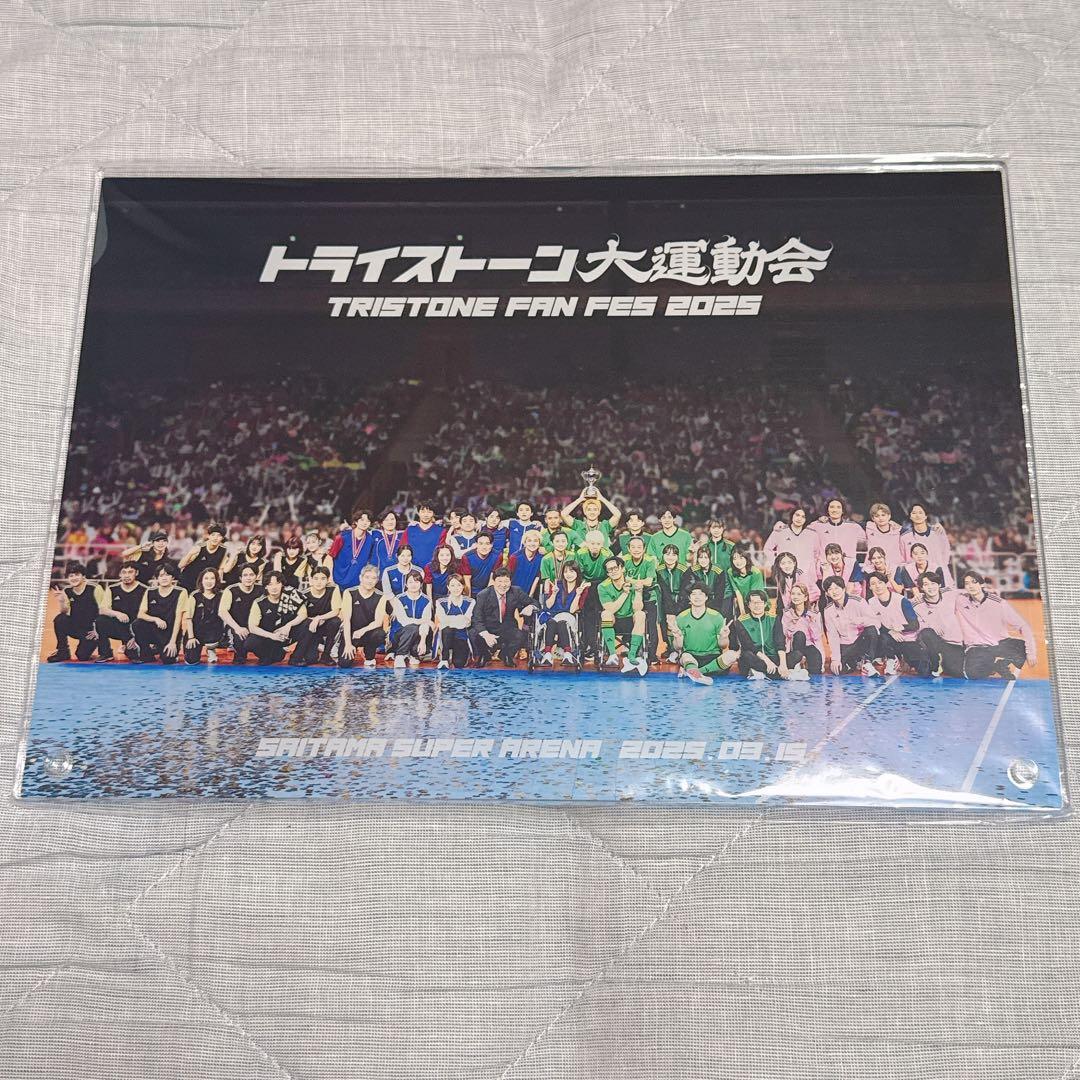 トライストーン大運動会
TRISTONE FAN FES 2025
SAITAMA SUPER ARENA 2025.03.15